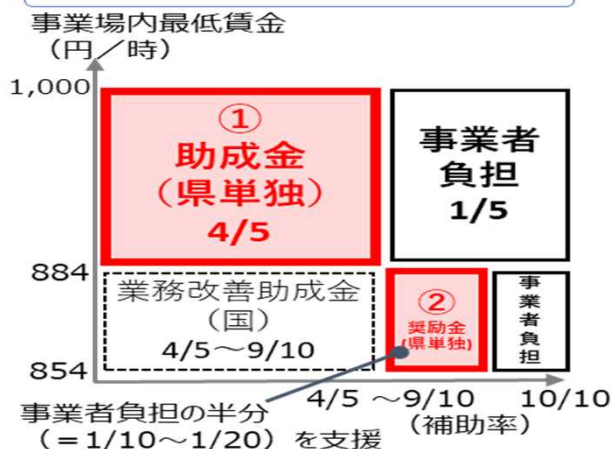 事業場内最低賃金
（円／時）
1,000
①
助成金
（県単独）
4/5
事業者
負担
1/5
884
業務改善助成金
（国）
4/5～9/10
②
奨励金
(県単独)
事業者負担
854
4/5 ～9/10
10/10
（補助率）
事業者負担の半分
（＝1/10～1/20）を支援